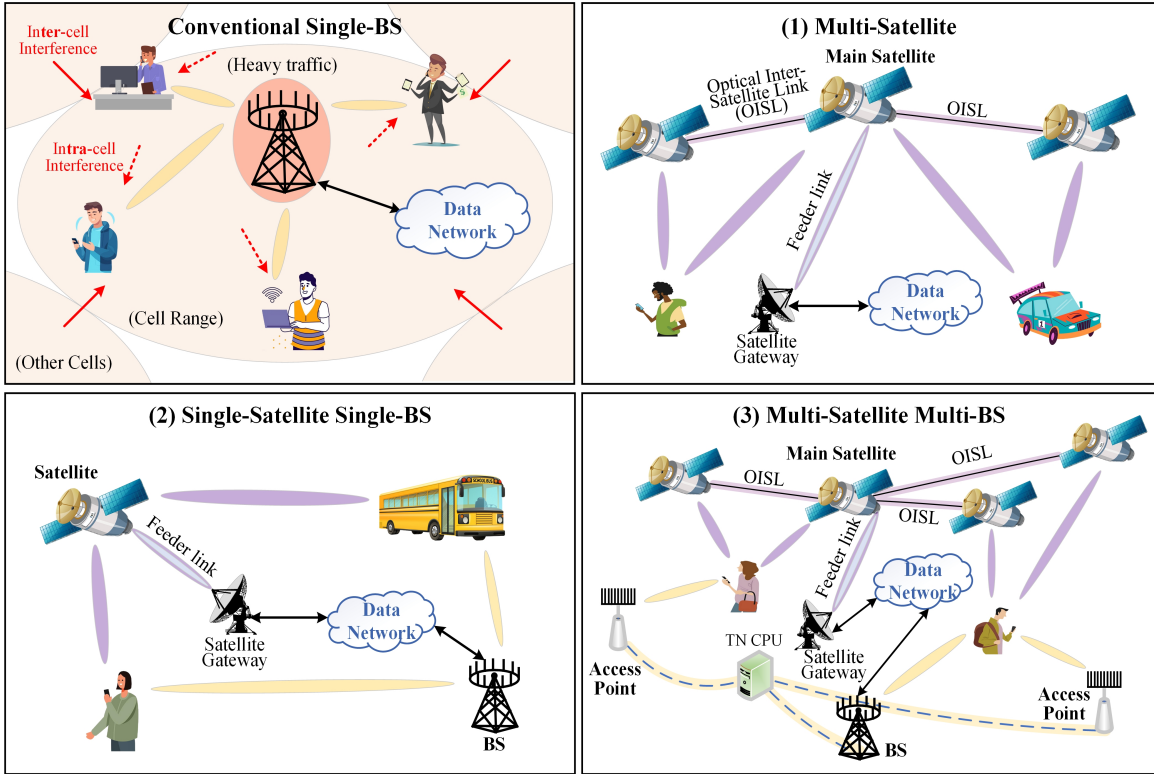 Conventional Single-BS
Inter-cell
Interference
(Heavy traffic)
Intra-cell
Interference
Data
Network
(Cell Range)
(Other Cells)
(1) Multi-Satellite
Main Satellite
Optical Inter-
Satellite Link
(OISL)
OISL
Feeder link
Data
Network
Satellite
Gateway
1
(2) Single-Satellite Single-BS
Satellite
SCHOOL BUS
Feeder link
Data
Network
Satellite
Gateway
BS
(3) Multi-Satellite Multi-BS
Main Satellite
OISL
OISL
OISL
Feeder link
Data
Network
TN CPU
Satellite
Gateway
Access
Point
Access
Point
BS